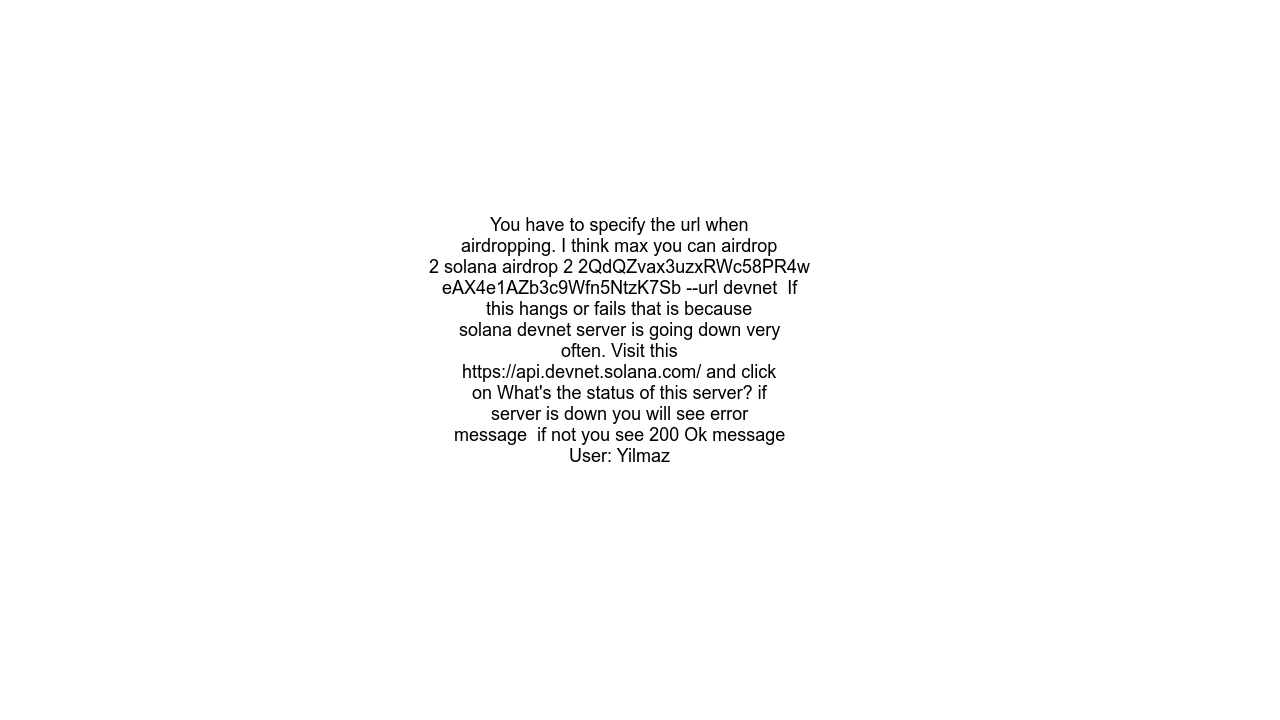 You have to specify the url when
airdropping. I think max you can airdrop
2 solana airdrop 2 2QdQZvax3uzxRWc58PR4w
eAX4e1AZb3c9Wfn5NtzK7Sb --url devnet  If
this hangs or fails that is because
solana devnet server is going down very
often. Visit this
https://api.devnet.solana.com/ and click
on What's the status of this server? if
server is down you will see error
message  if not you see 200 Ok message
User: Yilmaz